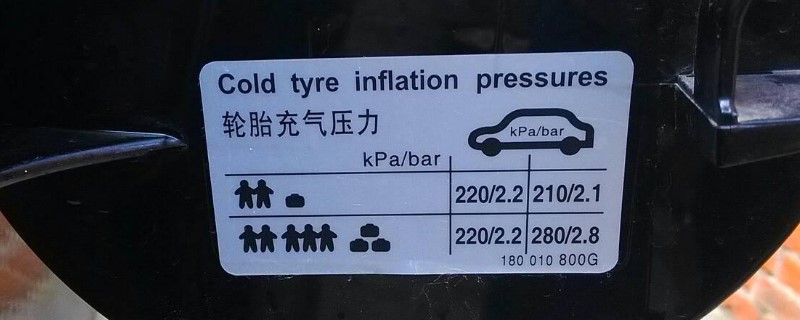 Cold tyre inflation pressures
轮胎充气压力
kPa/bar
kPa/bar
220/2.2 210/2.1
220/2.2 280/2.8
180 010 800G